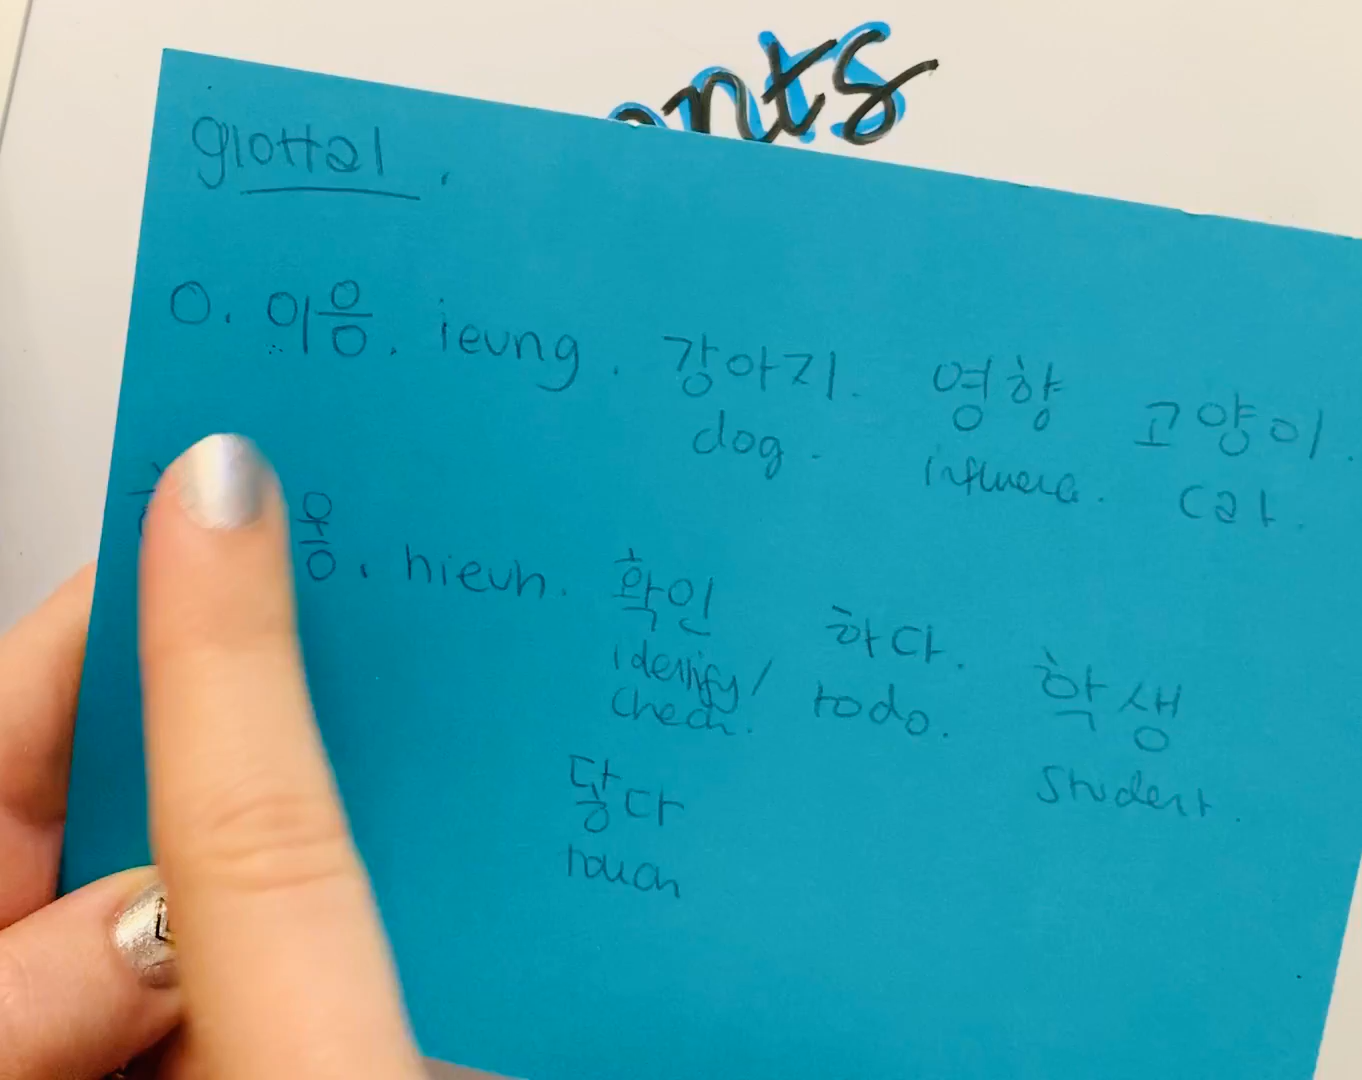 nts
glottal.
ㅇ. 이응. ieung. 강아지. 영향 고양이.
dog. influence. cat.
hieuh. 확인 하다. 학생
identify/ to do. student.
check.
닿다
touch